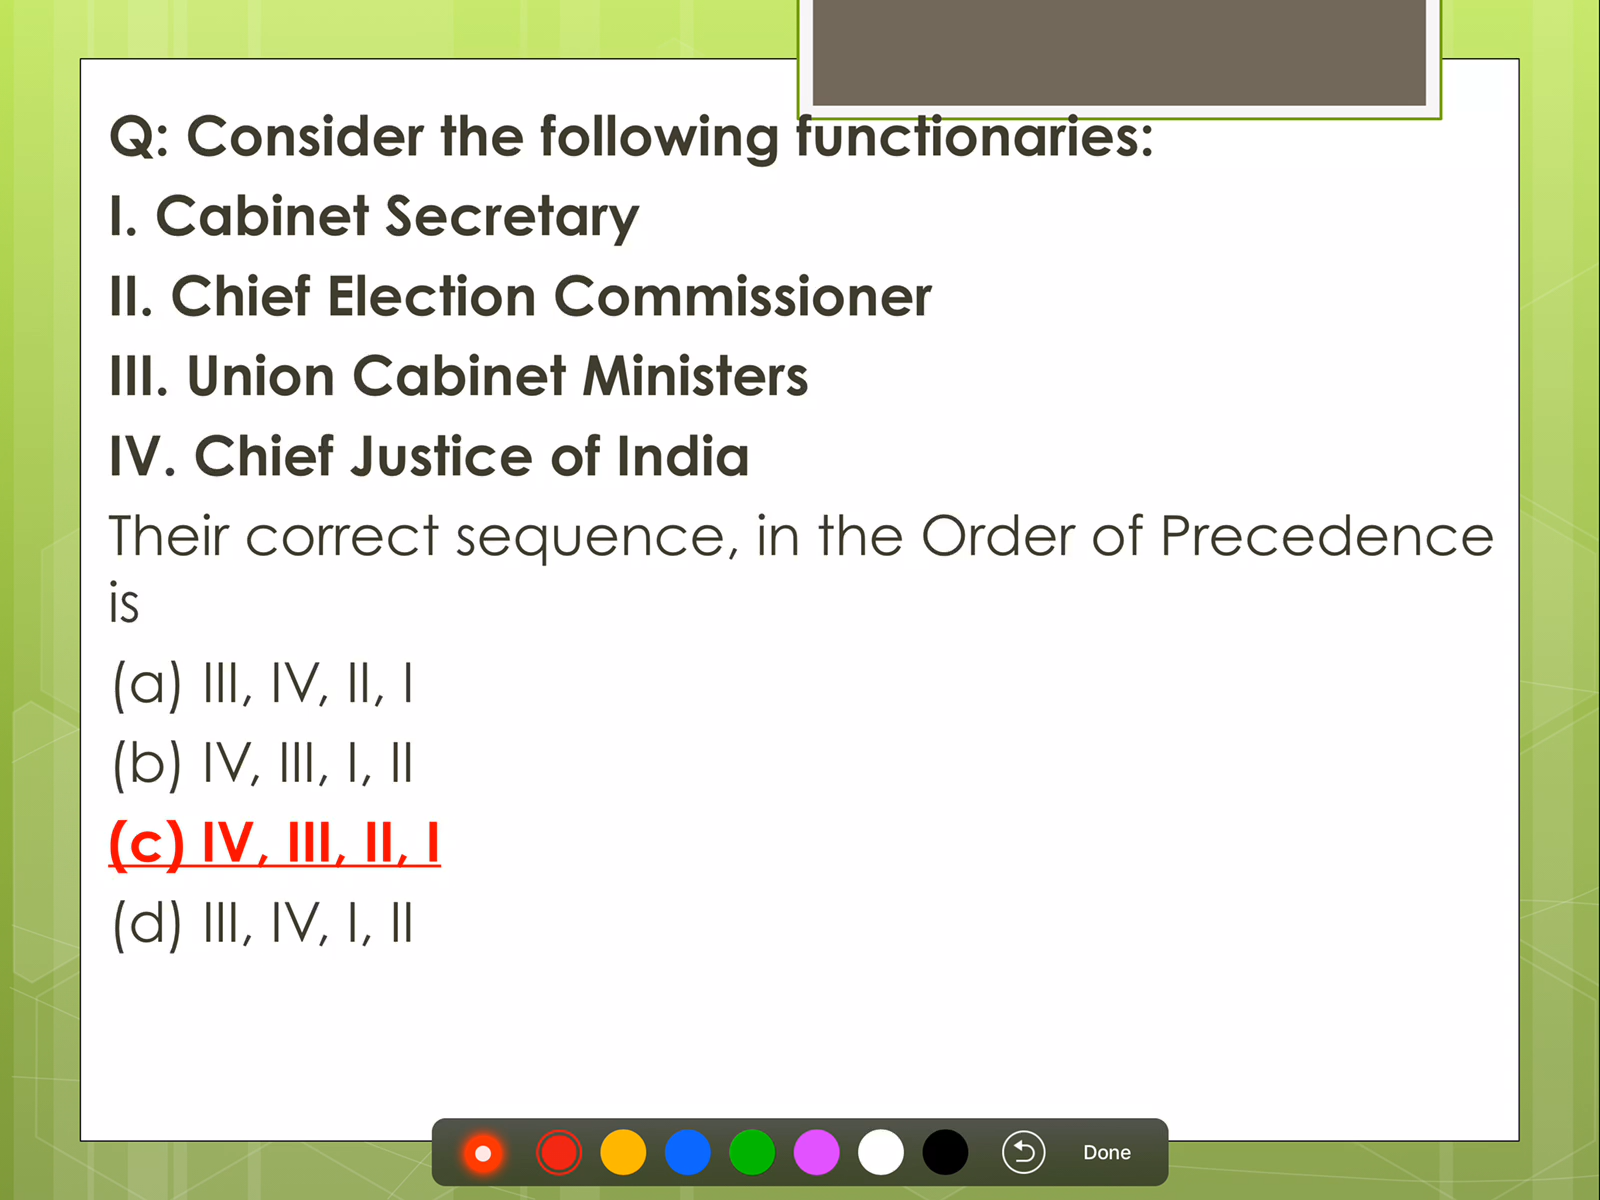 Q: Consider the following functionaries:
I. Cabinet Secretary
II. Chief Election Commissioner
III. Union Cabinet Ministers
IV. Chief Justice of India
Their correct sequence, in the Order of Precedence
is
(a) III, IV, II, I
(b) IV, III, I, II
(c) IV, III, II, I
(d) III, IV, I, II
Done